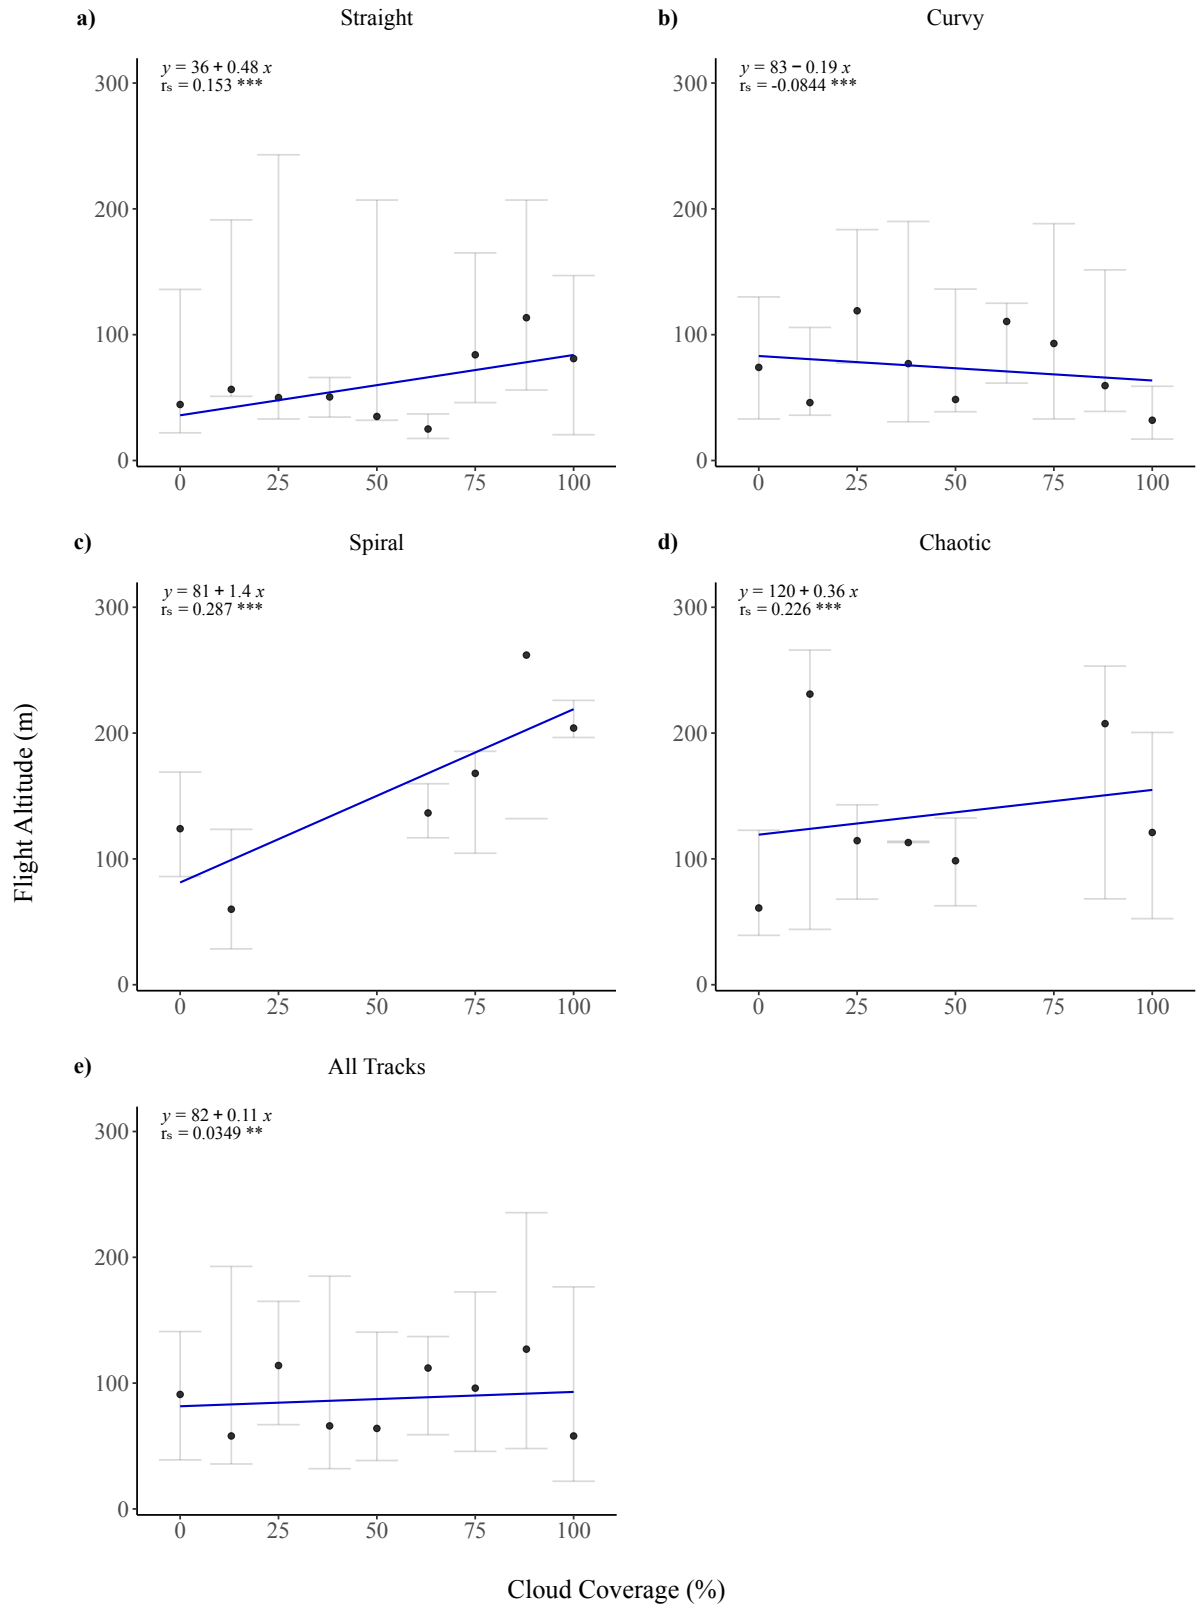 a) Straight
y = 36 + 0.48 x
rₛ = 0.153 ***
300
200
100
0
0 25 50 75 100
b) Curvy
y = 83 − 0.19 x
rₛ = -0.0844 ***
300
200
100
0
0 25 50 75 100
c) Spiral
y = 81 + 1.4 x
rₛ = 0.287 ***
300
200
100
0
0 25 50 75 100
d) Chaotic
y = 120 + 0.36 x
rₛ = 0.226 ***
300
200
100
0
0 25 50 75 100
e) All Tracks
y = 82 + 0.11 x
rₛ = 0.0349 **
300
200
100
0
0 25 50 75 100
Flight Altitude (m)
Cloud Coverage (%)